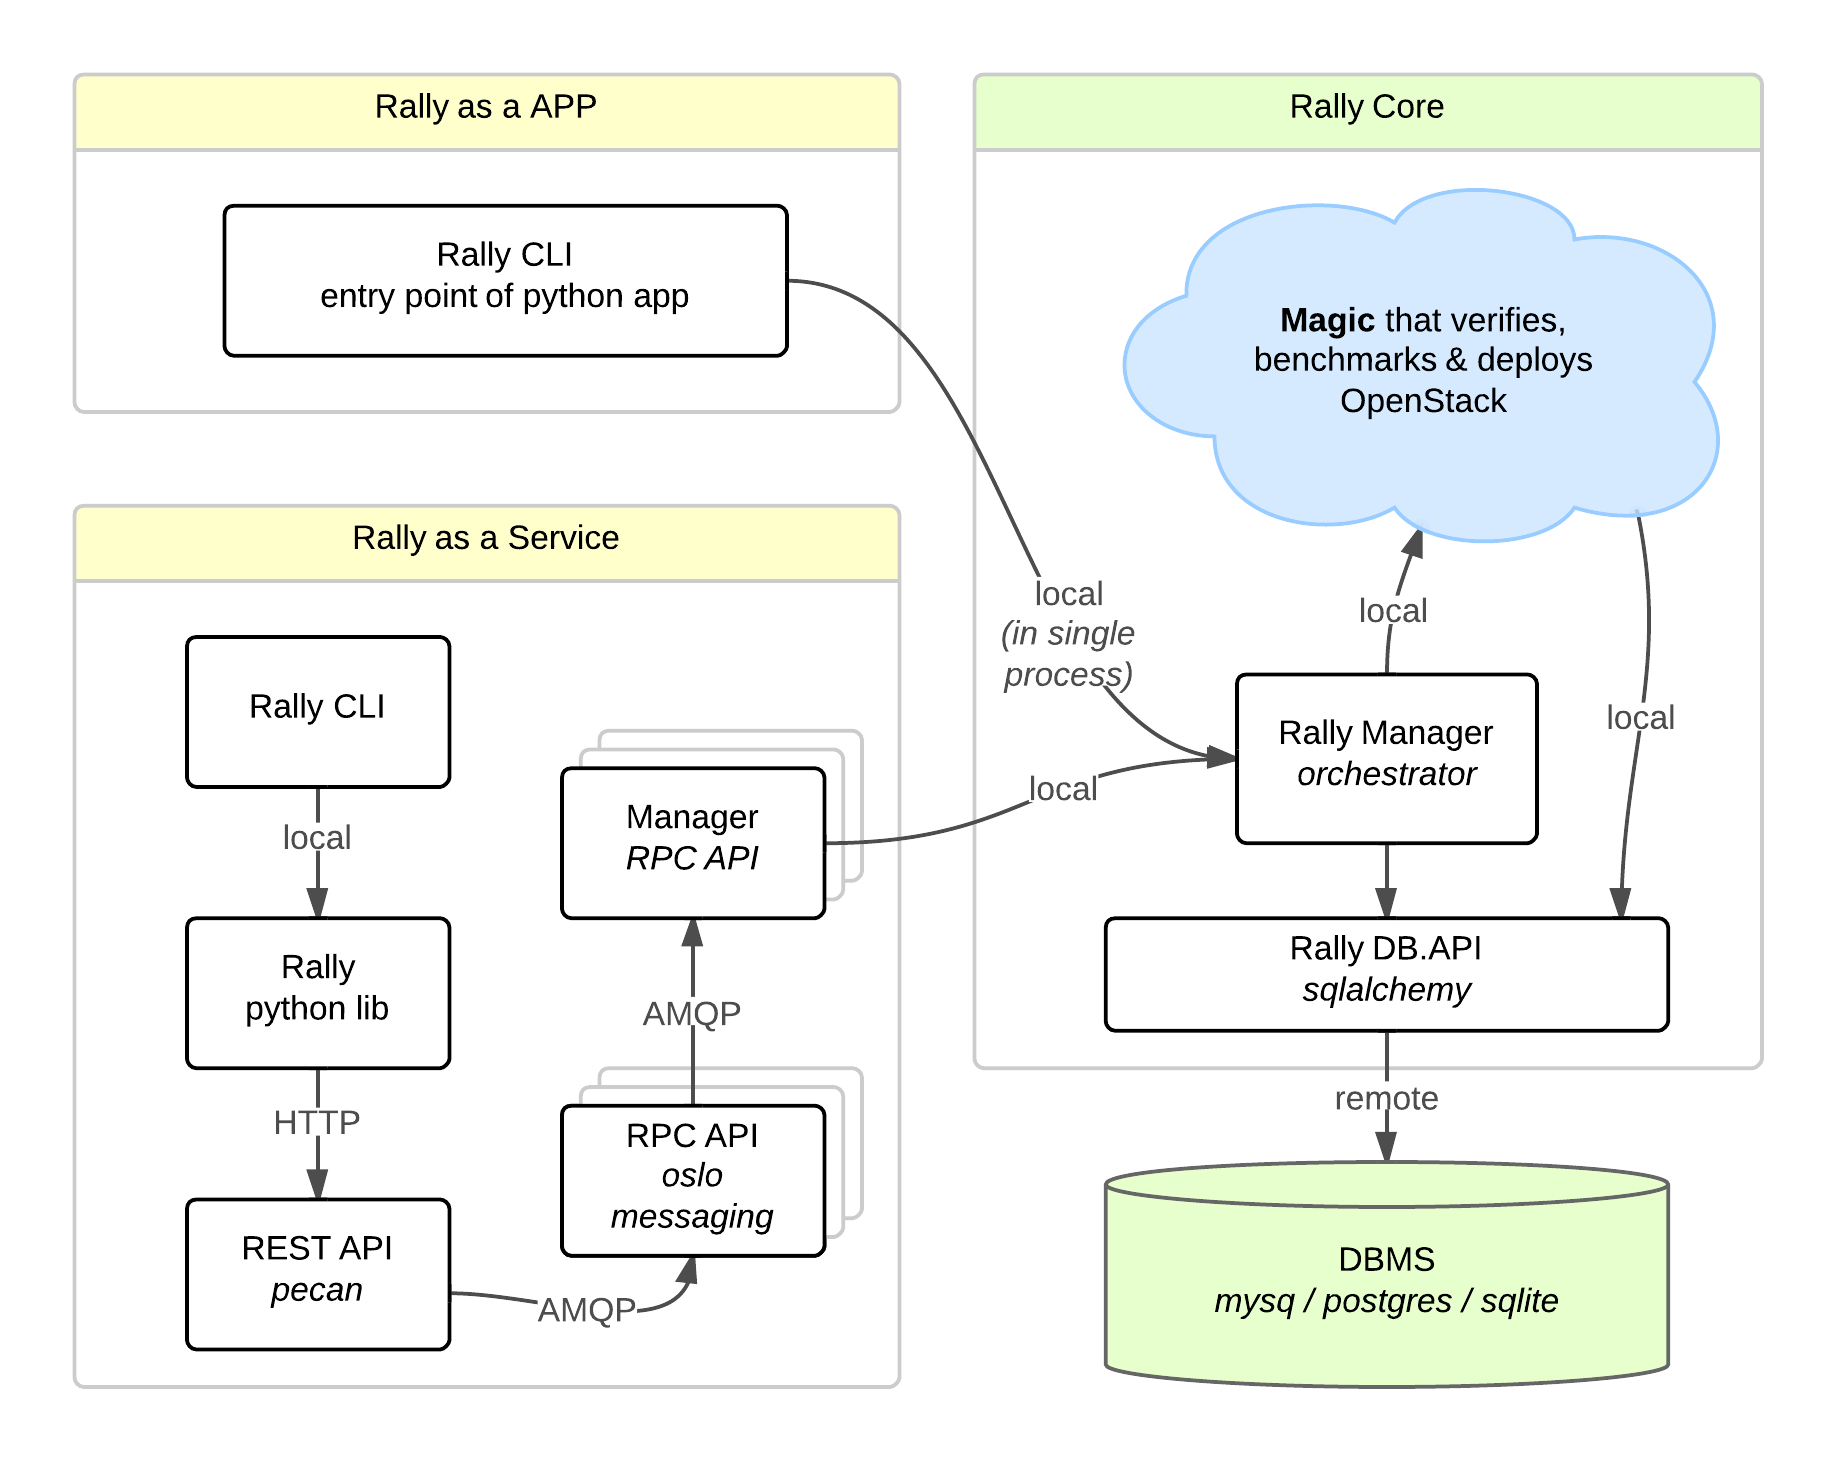 Rally as a APP
Rally CLI
entry point of python app
Rally as a Service
Rally CLI
local
Rally
python lib
HTTP
REST API
pecan
AMQP
RPC API
oslo
messaging
AMQP
Manager
RPC API
local
local
(in single
process)
Rally Core
Magic that verifies,
benchmarks & deploys
OpenStack
local
local
Rally Manager
orchestrator
Rally DB.API
sqlalchemy
remote
DBMS
mysq / postgres / sqlite